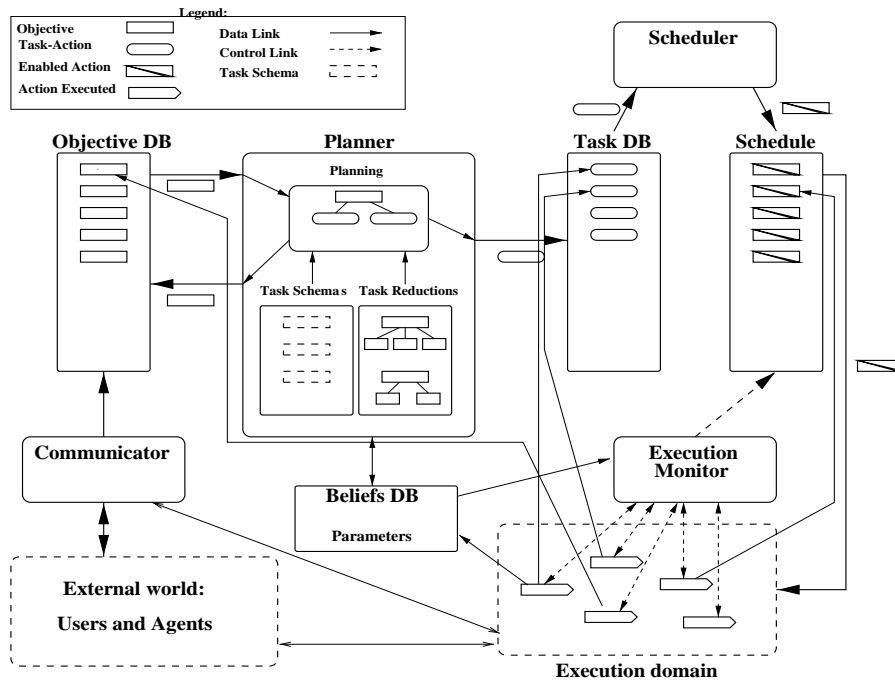 Legend:
Objective
Task-Action
Enabled Action
Action Executed
Data Link
Control Link
Task Schema
Scheduler
Objective DB
Planner
Task DB
Schedule
Planning
Task Schemas
Task Reductions
Communicator
Execution
Monitor
Beliefs DB
Parameters
External world:
Users and Agents
Execution domain